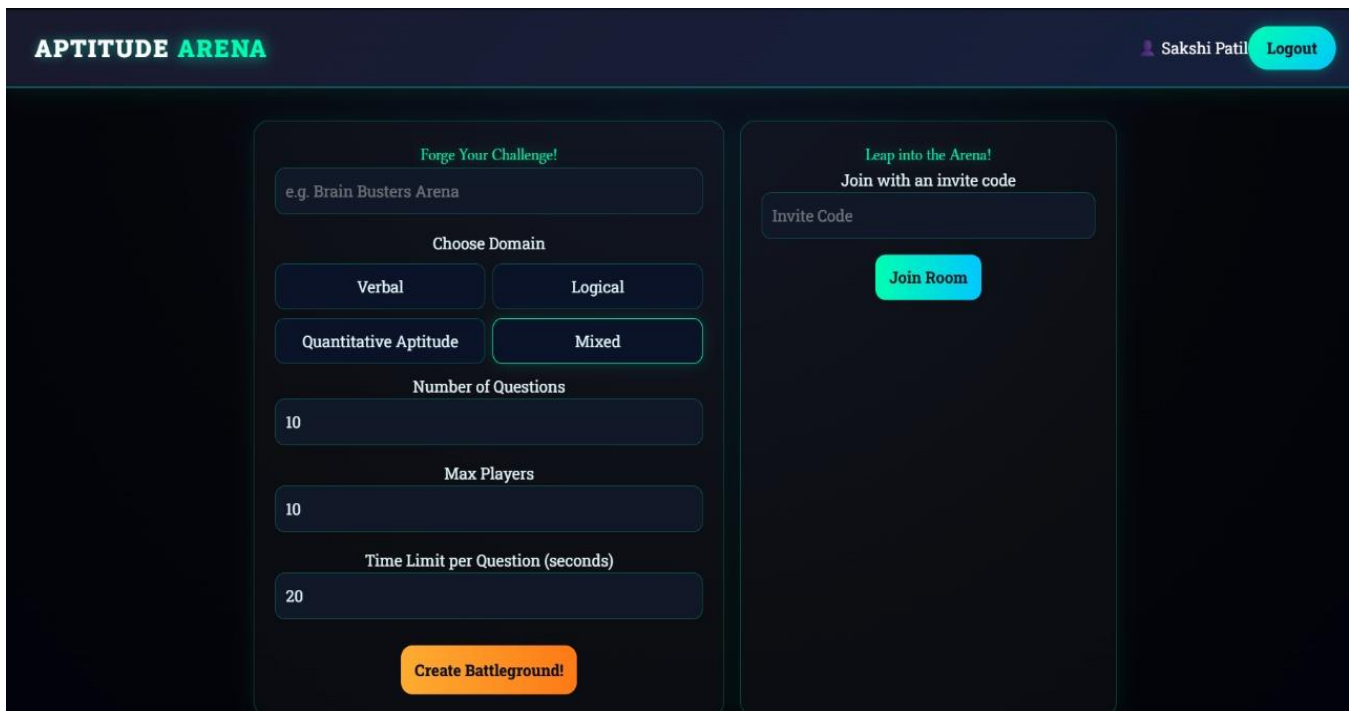 APTITUDE ARENA
Sakshi Patil
Logout
Forge Your Challenge!
e.g. Brain Busters Arena
Choose Domain
Verbal
Logical
Quantitative Aptitude
Mixed
Number of Questions
10
Max Players
10
Time Limit per Question (seconds)
20
Create Battleground!
Leap into the Arena!
Join with an invite code
Invite Code
Join Room